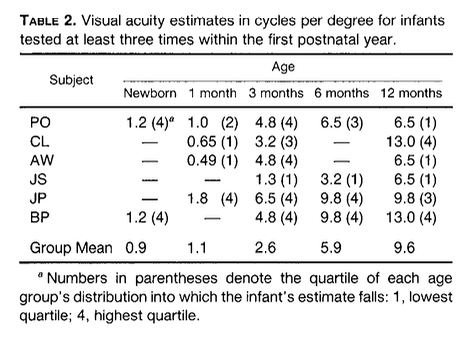 TABLE 2. Visual acuity estimates in cycles per degree for infants
tested at least three times within the first postnatal year.
Age
Subject
Newborn 1 month 3 months 6 months 12 months
PO 1.2 (4)a 1.0 (2) 4.8 (4) 6.5 (3) 6.5 (1)
CL — 0.65 (1) 3.2 (3) — 13.0 (4)
AW — 0.49 (1) 4.8 (4) — 6.5 (1)
JS — — 1.3 (1) 3.2 (1) 6.5 (1)
JP — 1.8 (4) 6.5 (4) 9.8 (4) 9.8 (3)
BP 1.2 (4) — 4.8 (4) 9.8 (4) 13.0 (4)
Group Mean 0.9 1.1 2.6 5.9 9.6
a Numbers in parentheses denote the quartile of each age
group's distribution into which the infant's estimate falls: 1, lowest
quartile; 4, highest quartile.